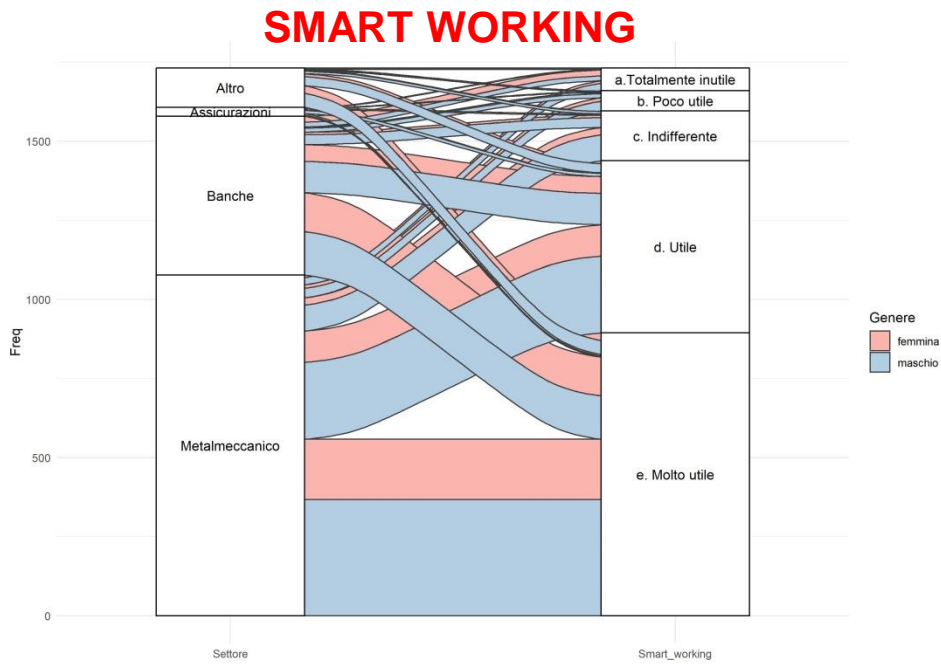 SMART WORKING
Altro
Assicurazioni
Banche
Metalmeccanico
a.Totalmente inutile
b. Poco utile
c. Indifferente
d. Utile
e. Molto utile
1500
1000
500
0
Freq
Settore
Smart_working
Genere
femmina
maschio